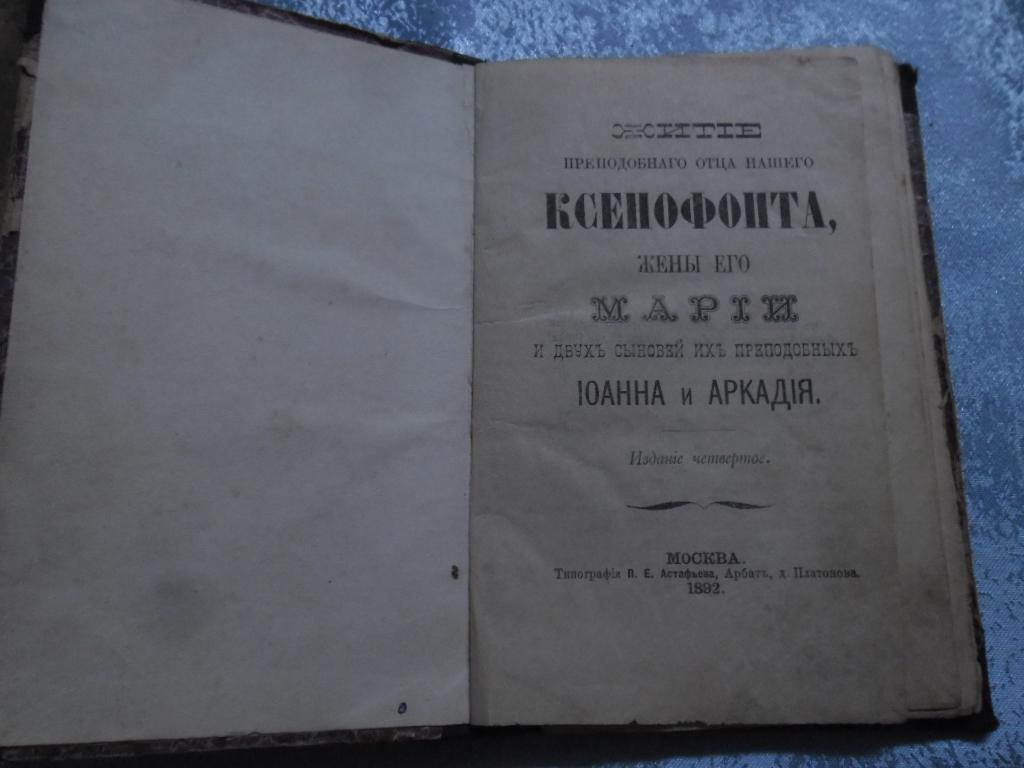 ЖИТІЕ
ПРЕПОДОБНАГО ОТЦА НАШЕГО
КСЕНОФОНТА,
ЖЕНЫ ЕГО
МАРІИ
И ДВУХЪ СЫНОВЕЙ ИХЪ ПРЕПОДОБНЫХЪ
ІОАННА и АРКАДІЯ.
Изданіе четвертое.
МОСКВА.
Типографія П. Е. Астафьева, Арбатъ, д. Платонова.
1892.